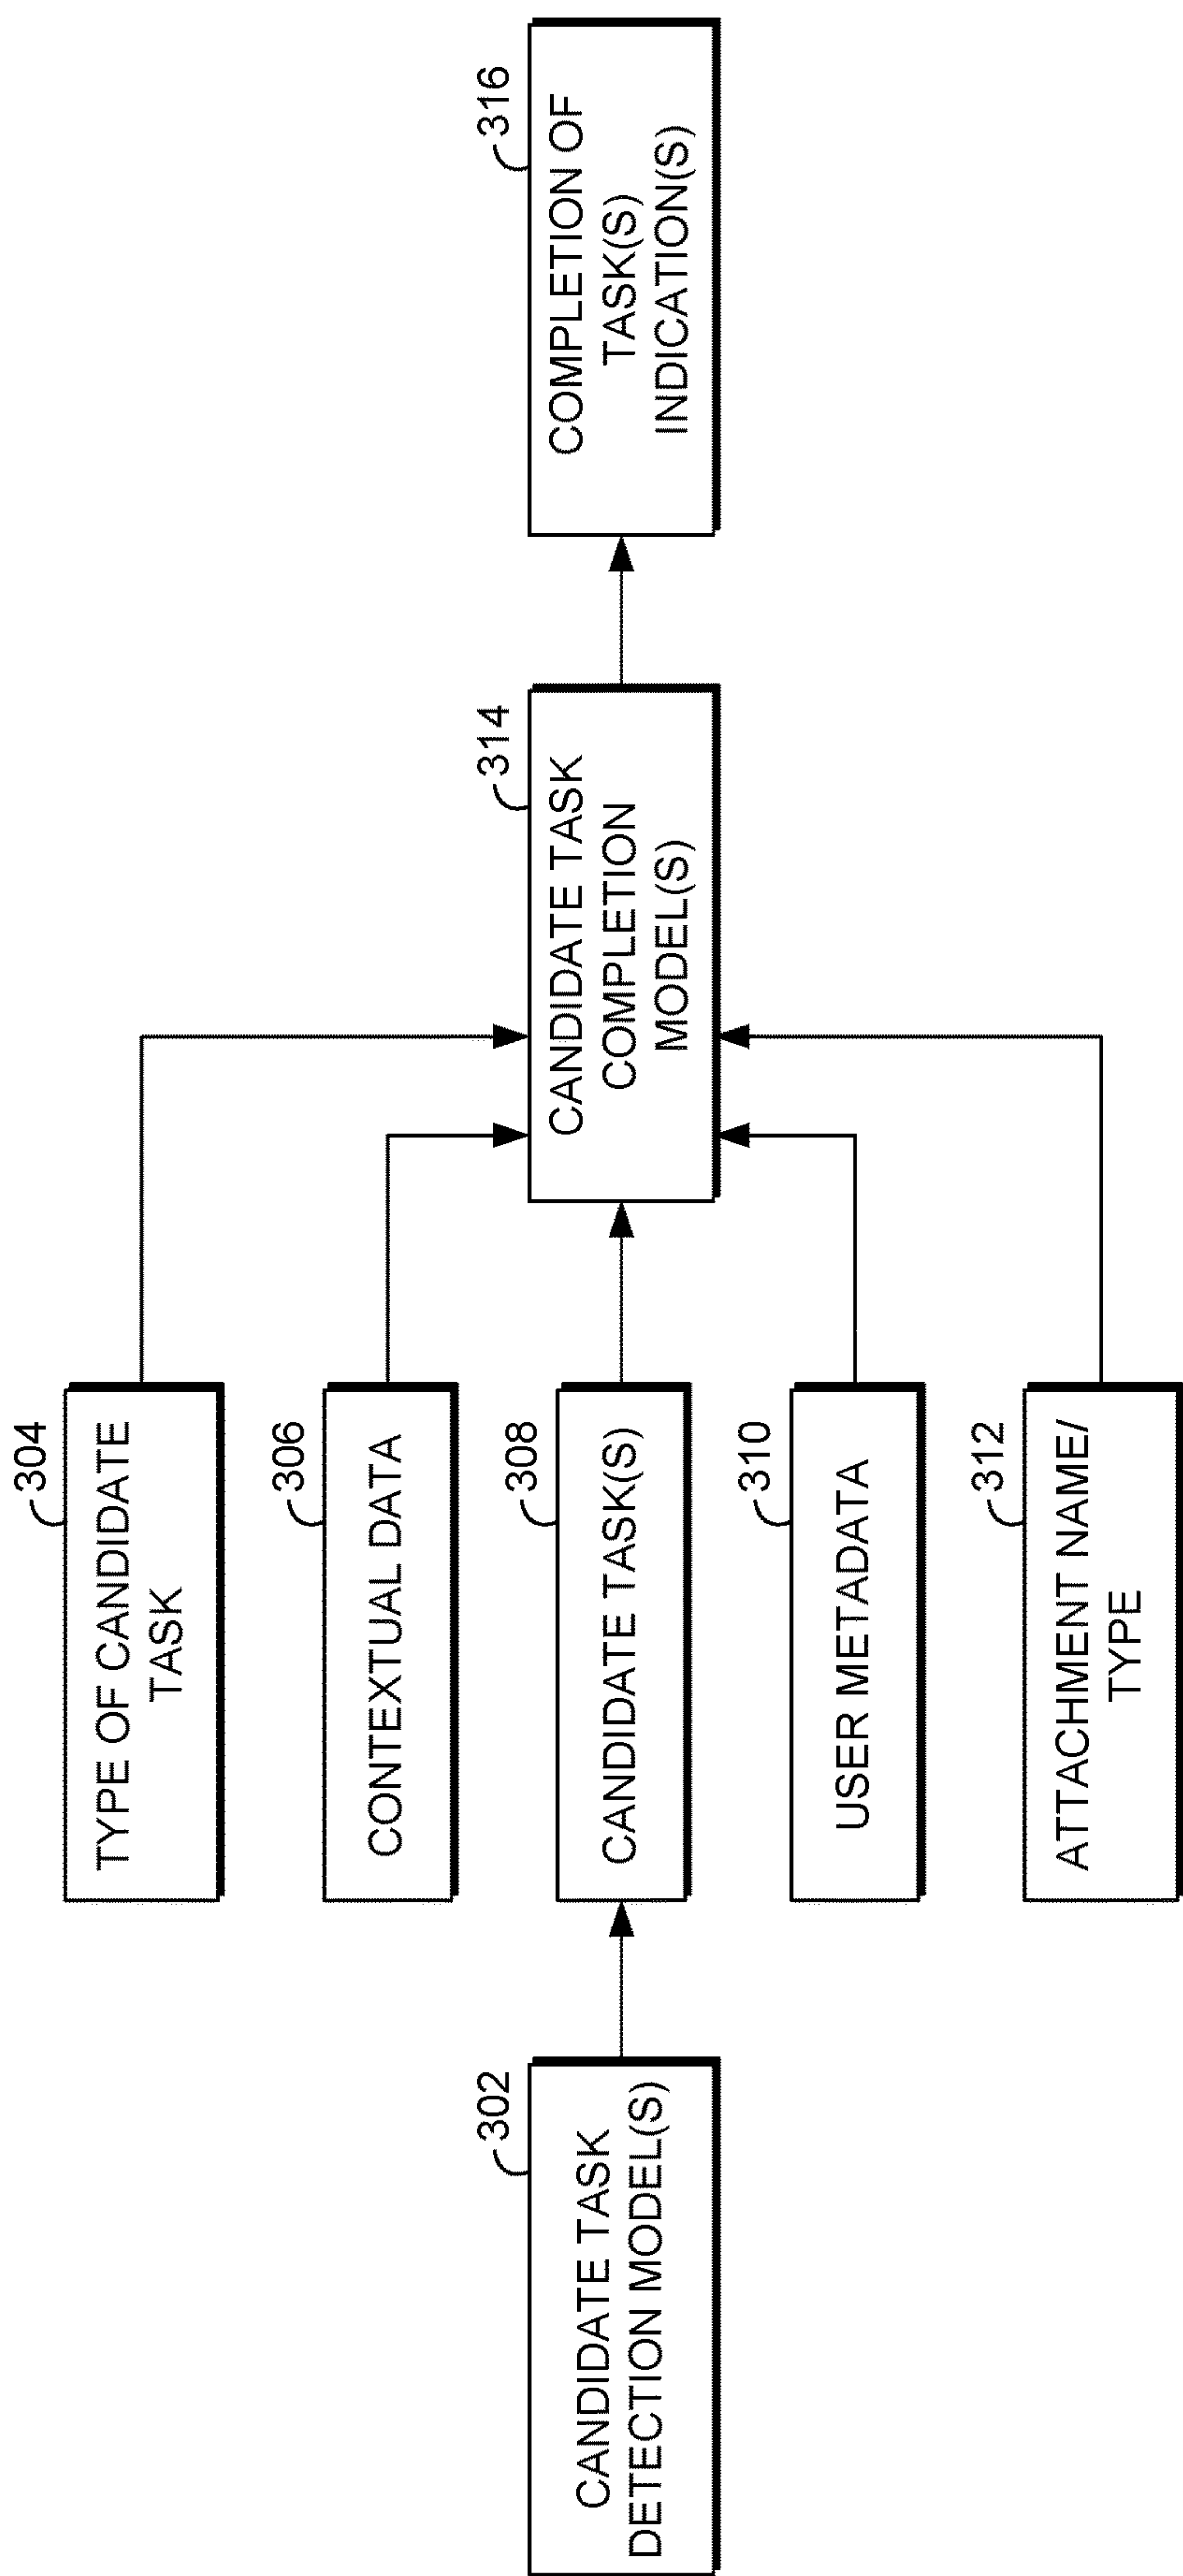 302
CANDIDATE TASK
DETECTION MODEL(S)
304
TYPE OF CANDIDATE
TASK
306
CONTEXTUAL DATA
308
CANDIDATE TASK(S)
310
USER METADATA
312
ATTACHMENT NAME/
TYPE
314
CANDIDATE TASK
COMPLETION
MODEL(S)
316
COMPLETION OF
TASK(S)
INDICATION(S)